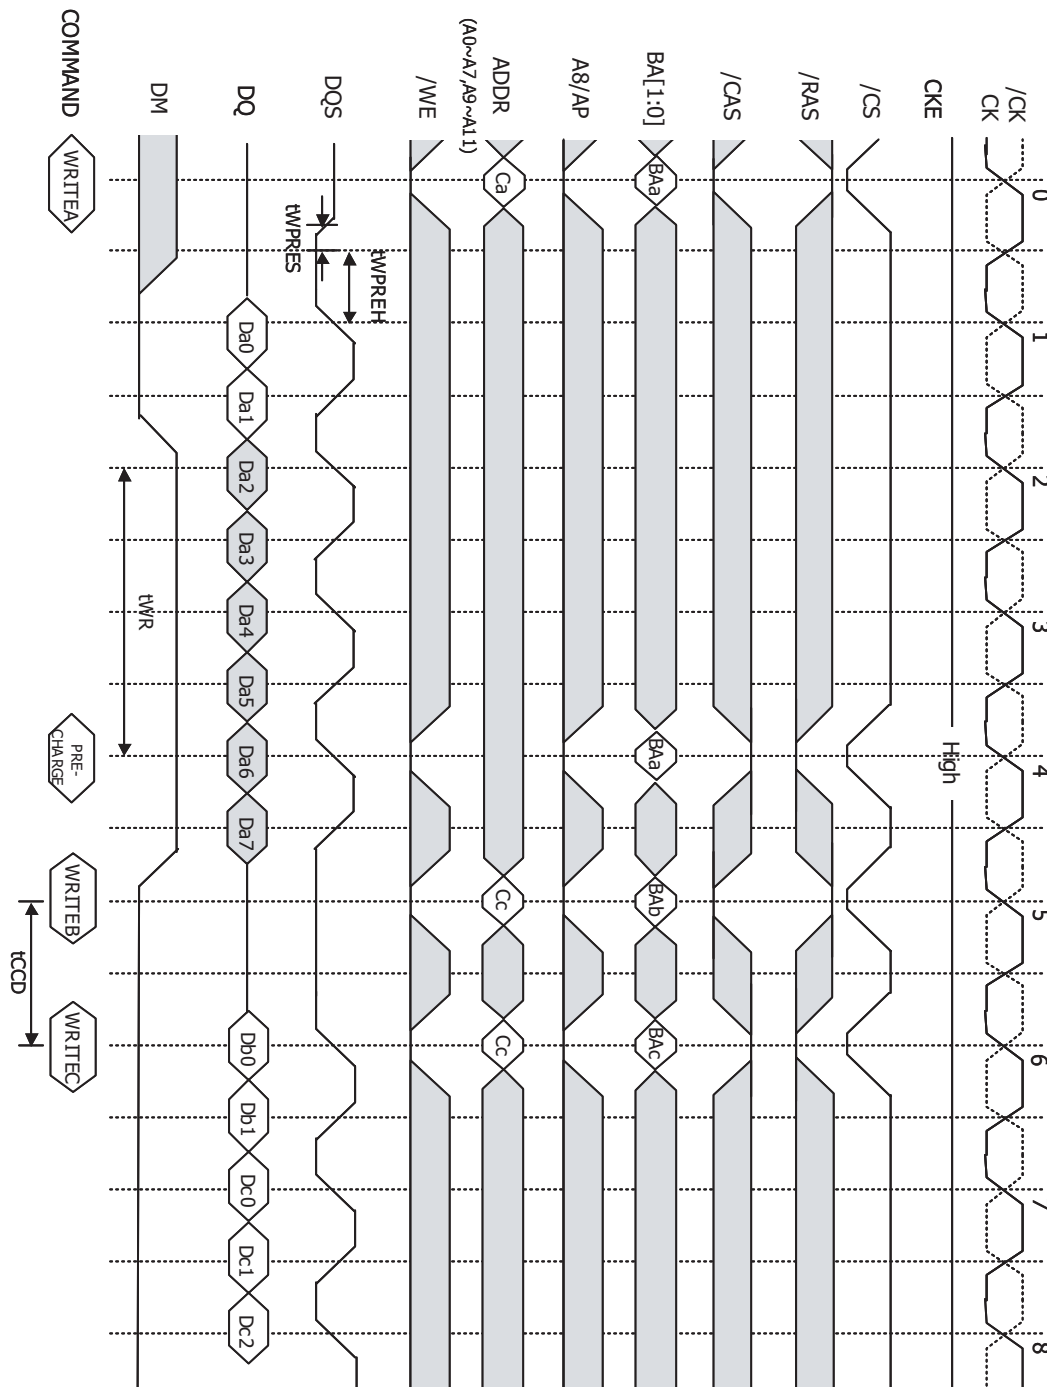 0 1 2 3 4 5 6 7 8
/CK
CK
CKE High
/CS
/RAS
/CAS
BA[1:0] BAa BAa BAb BAc
A8/AP
ADDR Ca Cc Cc
(A0~A7,A9~A11)
/WE
tWPREH
DQS
tWPRES
DQ Da0 Da1 Da2 Da3 Da4 Da5 Da6 Da7 Db0 Db1 Dc0 Dc1 Dc2
DM
tWR
COMMAND WRITEA PRE-
CHARGE WRITEB WRITEC
tCCD